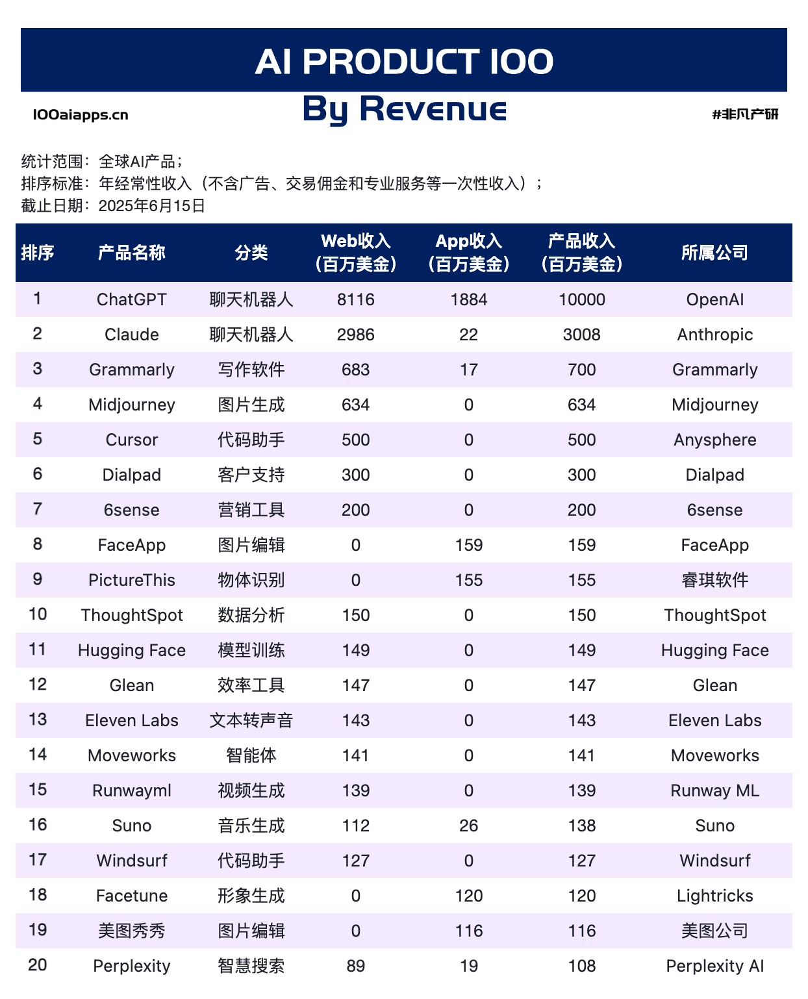 AI PRODUCT 100
By Revenue
100aiapps.cn
#非凡产研
统计范围：全球AI产品；
排序标准：年经常性收入（不含广告、交易佣金和专业服务等一次性收入）；
截止日期：2025年6月15日
排序 产品名称 分类 Web收入（百万美金） App收入（百万美金） 产品收入（百万美金） 所属公司
1 ChatGPT 聊天机器人 8116 1884 10000 OpenAI
2 Claude 聊天机器人 2986 22 3008 Anthropic
3 Grammarly 写作软件 683 17 700 Grammarly
4 Midjourney 图片生成 634 0 634 Midjourney
5 Cursor 代码助手 500 0 500 Anysphere
6 Dialpad 客户支持 300 0 300 Dialpad
7 6sense 营销工具 200 0 200 6sense
8 FaceApp 图片编辑 0 159 159 FaceApp
9 PictureThis 物体识别 0 155 155 睿琪软件
10 ThoughtSpot 数据分析 150 0 150 ThoughtSpot
11 Hugging Face 模型训练 149 0 149 Hugging Face
12 Glean 效率工具 147 0 147 Glean
13 Eleven Labs 文本转声音 143 0 143 Eleven Labs
14 Moveworks 智能体 141 0 141 Moveworks
15 Runwayml 视频生成 139 0 139 Runway ML
16 Suno 音乐生成 112 26 138 Suno
17 Windsurf 代码助手 127 0 127 Windsurf
18 Facetune 形象生成 0 120 120 Lightricks
19 美图秀秀 图片编辑 0 116 116 美图公司
20 Perplexity 智慧搜索 89 19 108 Perplexity AI